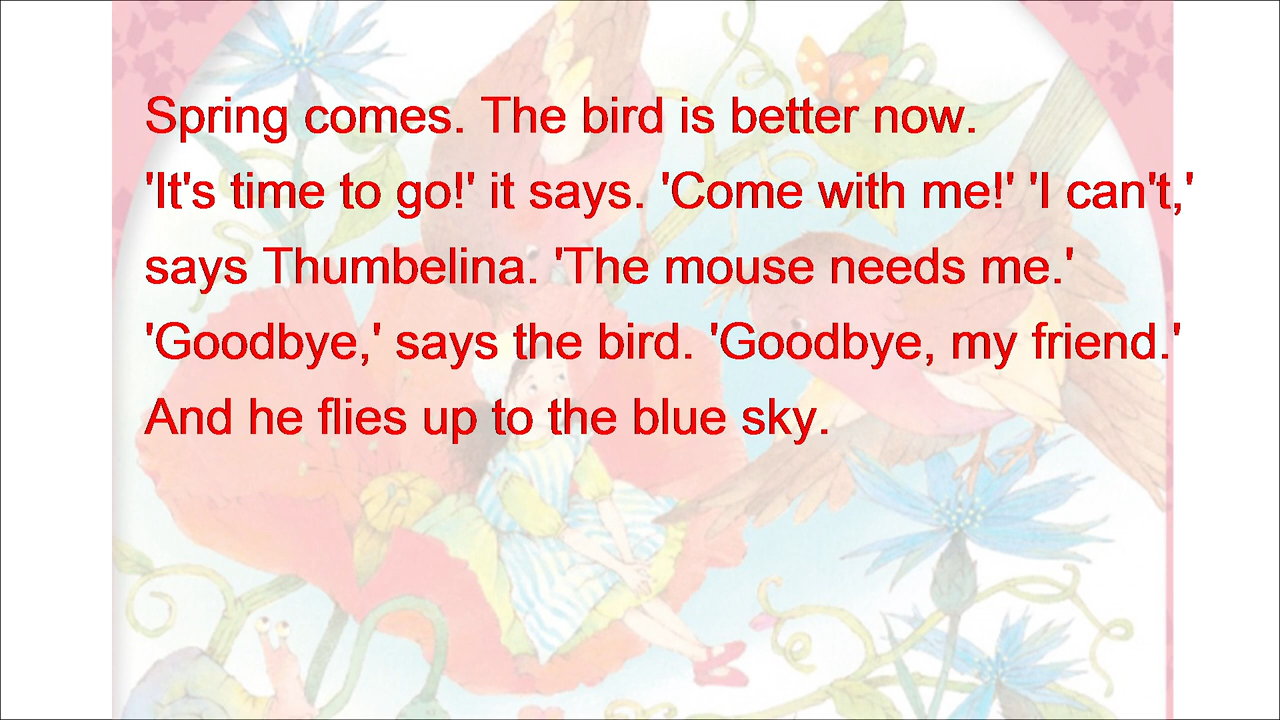 Spring comes. The bird is better now.
'It's time to go!' it says. 'Come with me!' 'I can't,'
says Thumbelina. 'The mouse needs me.'
'Goodbye,' says the bird. 'Goodbye, my friend.'
And he flies up to the blue sky.